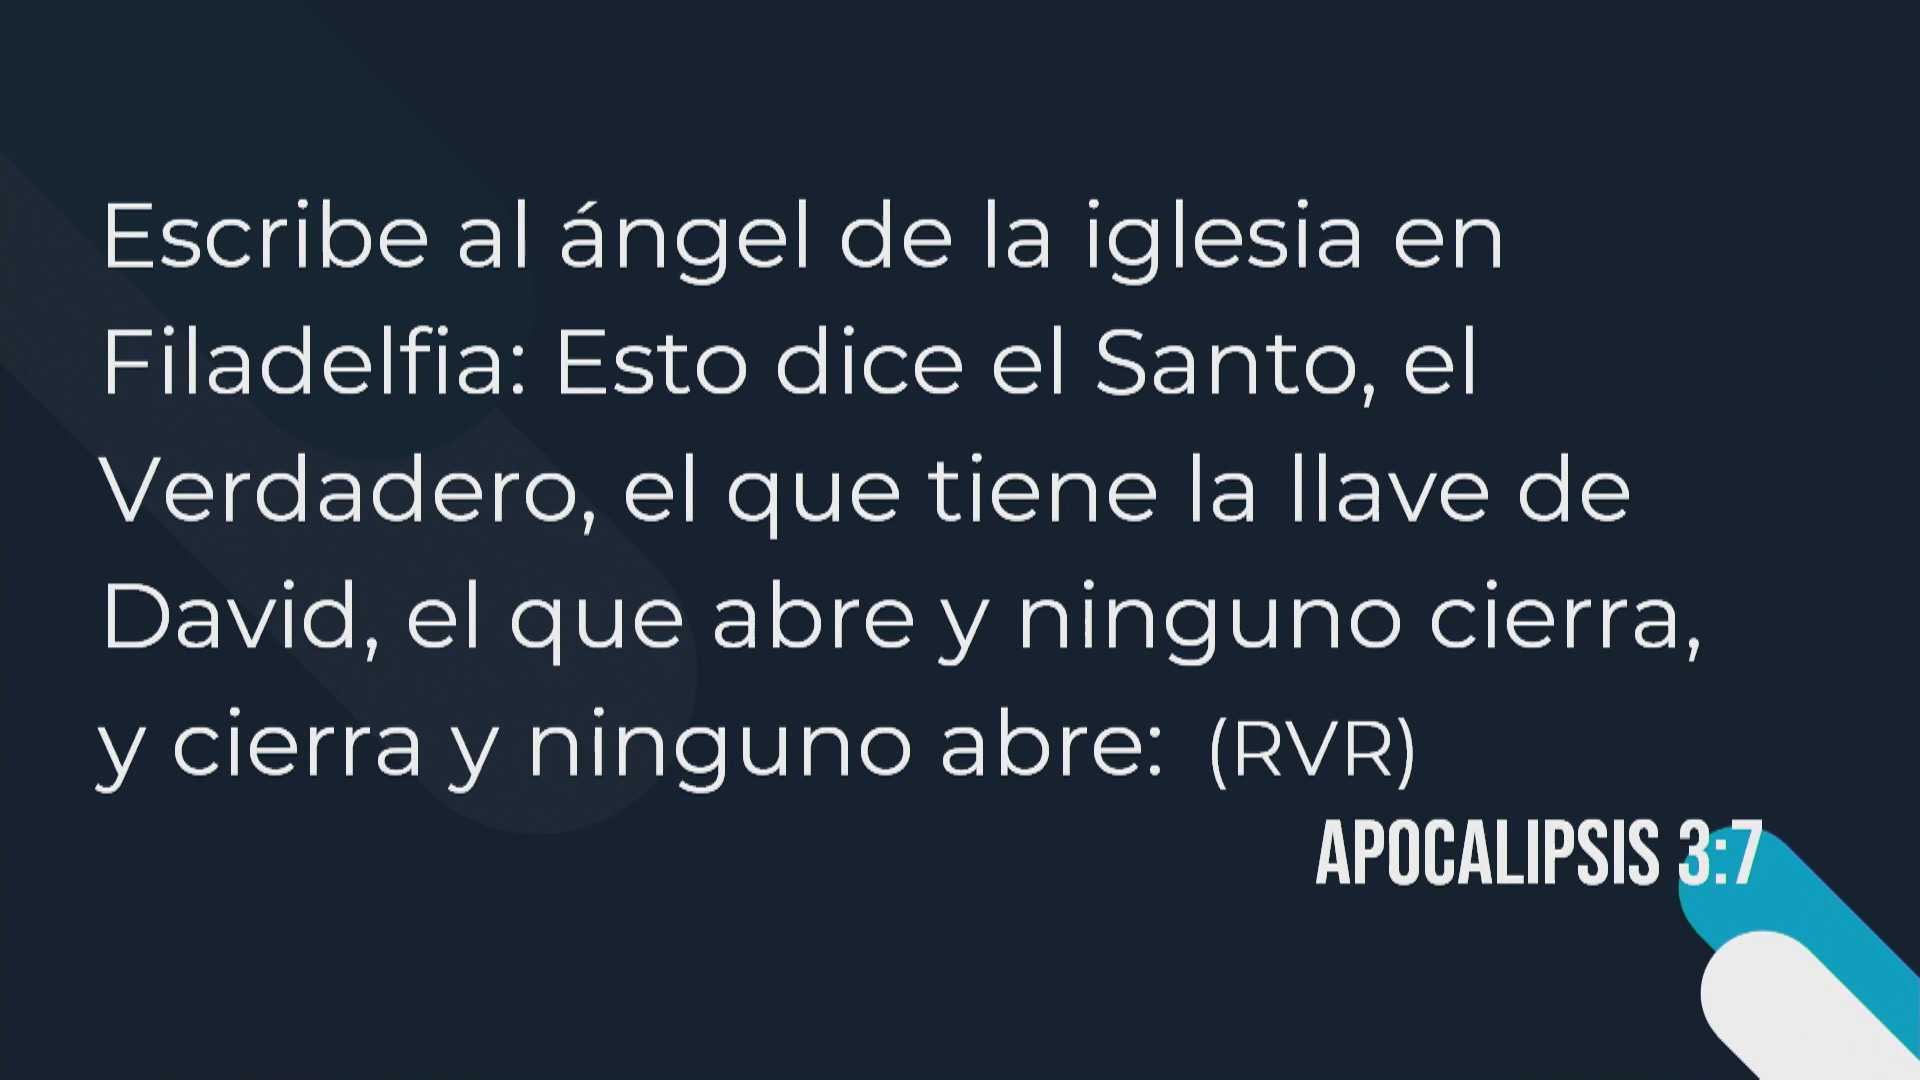 Escribe al ángel de la iglesia en
Filadelfia: Esto dice el Santo, el
Verdadero, el que tiene la llave de
David, el que abre y ninguno cierra,
y cierra y ninguno abre: (RVR)
APOCALIPSIS 3:7